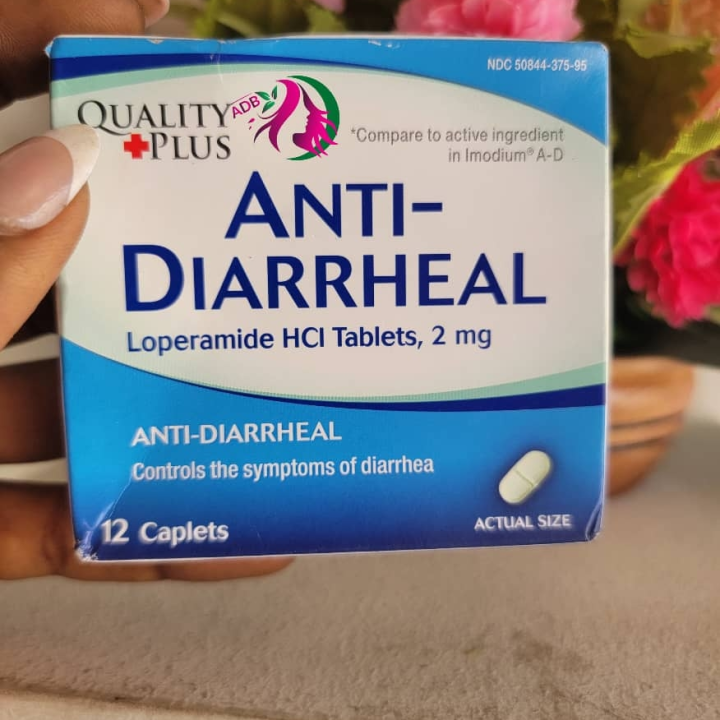 NDC 50844-375-95
QUALITY
PLUS
ADB
*Compare to active ingredient
in Imodium® A-D
ANTI-
DIARRHEAL
Loperamide HCl Tablets, 2 mg
ANTI-DIARRHEAL
Controls the symptoms of diarrhea
12 Caplets
ACTUAL SIZE